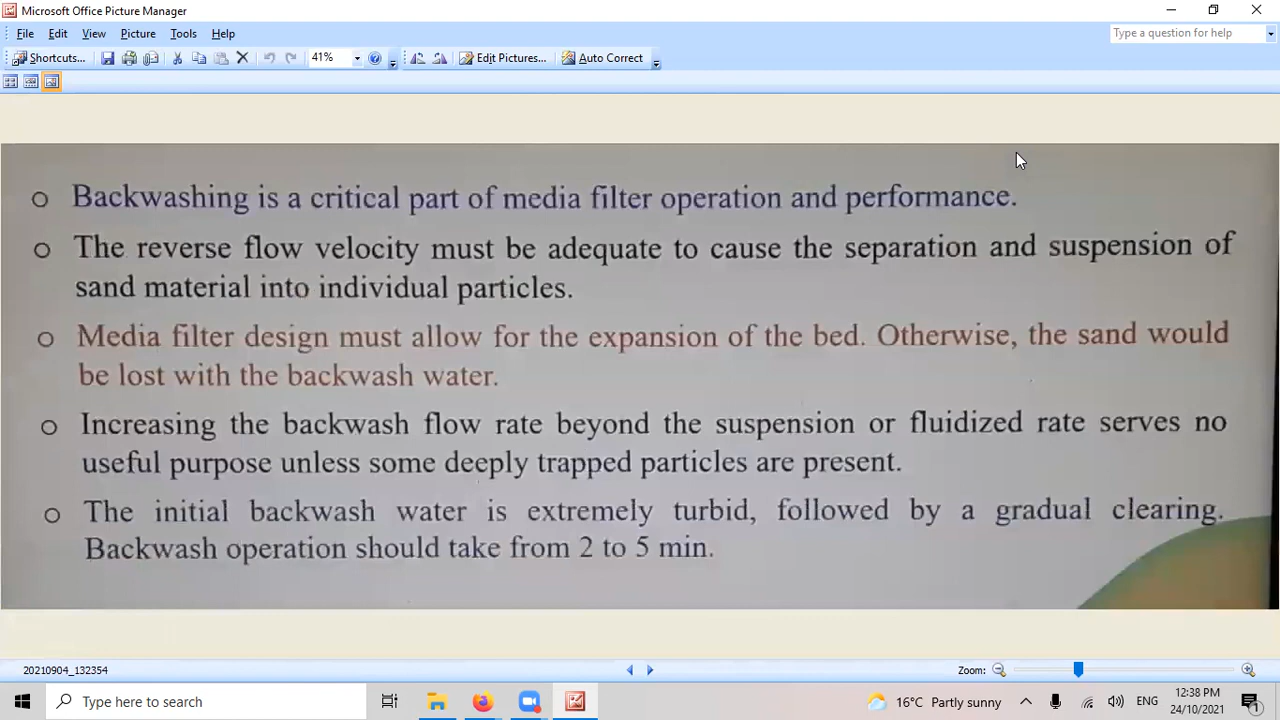 Microsoft Office Picture Manager
File Edit View Picture Tools Help
Type a question for help
Shortcuts... 41% Edit Pictures... Auto Correct
Backwashing is a critical part of media filter operation and performance.
The reverse flow velocity must be adequate to cause the separation and suspension of
sand material into individual particles.
Media filter design must allow for the expansion of the bed. Otherwise, the sand would
be lost with the backwash water.
Increasing the backwash flow rate beyond the suspension or fluidized rate serves no
useful purpose unless some deeply trapped particles are present.
The initial backwash water is extremely turbid, followed by a gradual clearing.
Backwash operation should take from 2 to 5 min.
20210904_132354
Zoom:
Type here to search
16°C Partly sunny
ENG
12:38 PM
24/10/2021
1